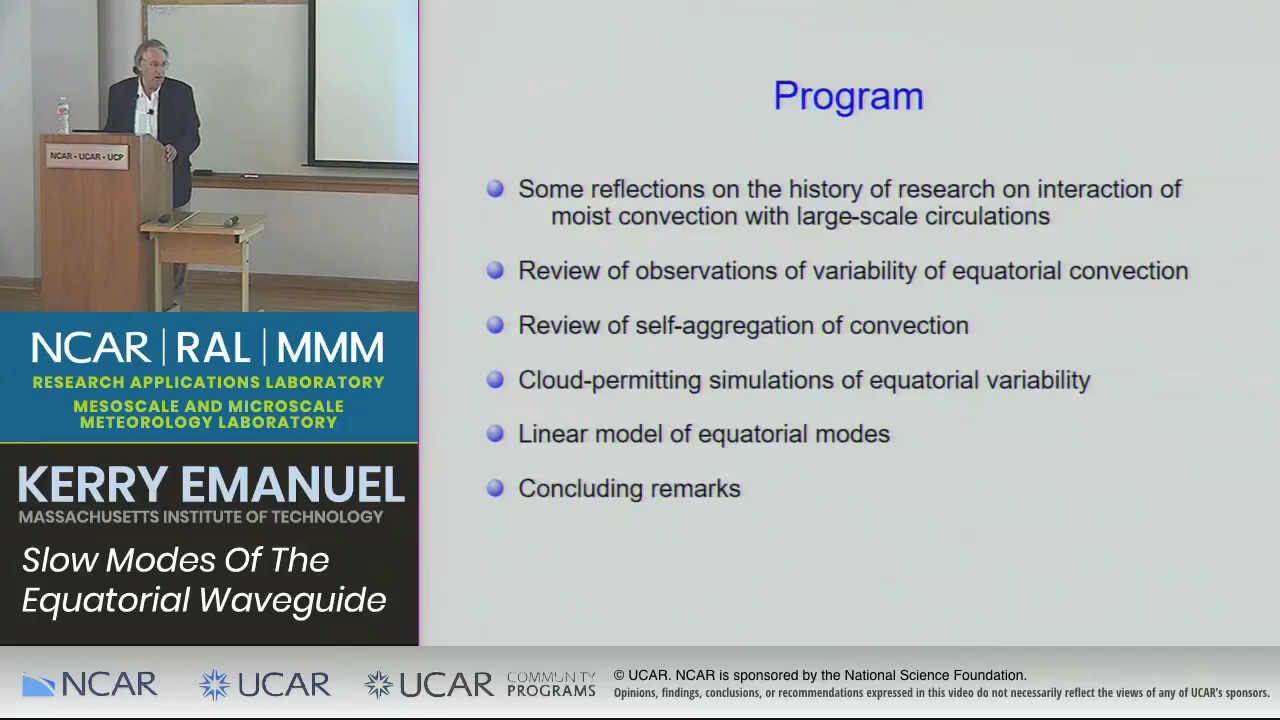 NCAR • UCAR • UCP
NCAR | RAL | MMM
RESEARCH APPLICATIONS LABORATORY
MESOSCALE AND MICROSCALE
METEOROLOGY LABORATORY
KERRY EMANUEL
MASSACHUSETTS INSTITUTE OF TECHNOLOGY
Slow Modes Of The
Equatorial Waveguide
Program
Some reflections on the history of research on interaction of
moist convection with large-scale circulations
Review of observations of variability of equatorial convection
Review of self-aggregation of convection
Cloud-permitting simulations of equatorial variability
Linear model of equatorial modes
Concluding remarks
NCAR
UCAR
UCAR
COMMUNITY
PROGRAMS
© UCAR. NCAR is sponsored by the National Science Foundation.
Opinions, findings, conclusions, or recommendations expressed in this video do not necessarily reflect the views of any of UCAR's sponsors.